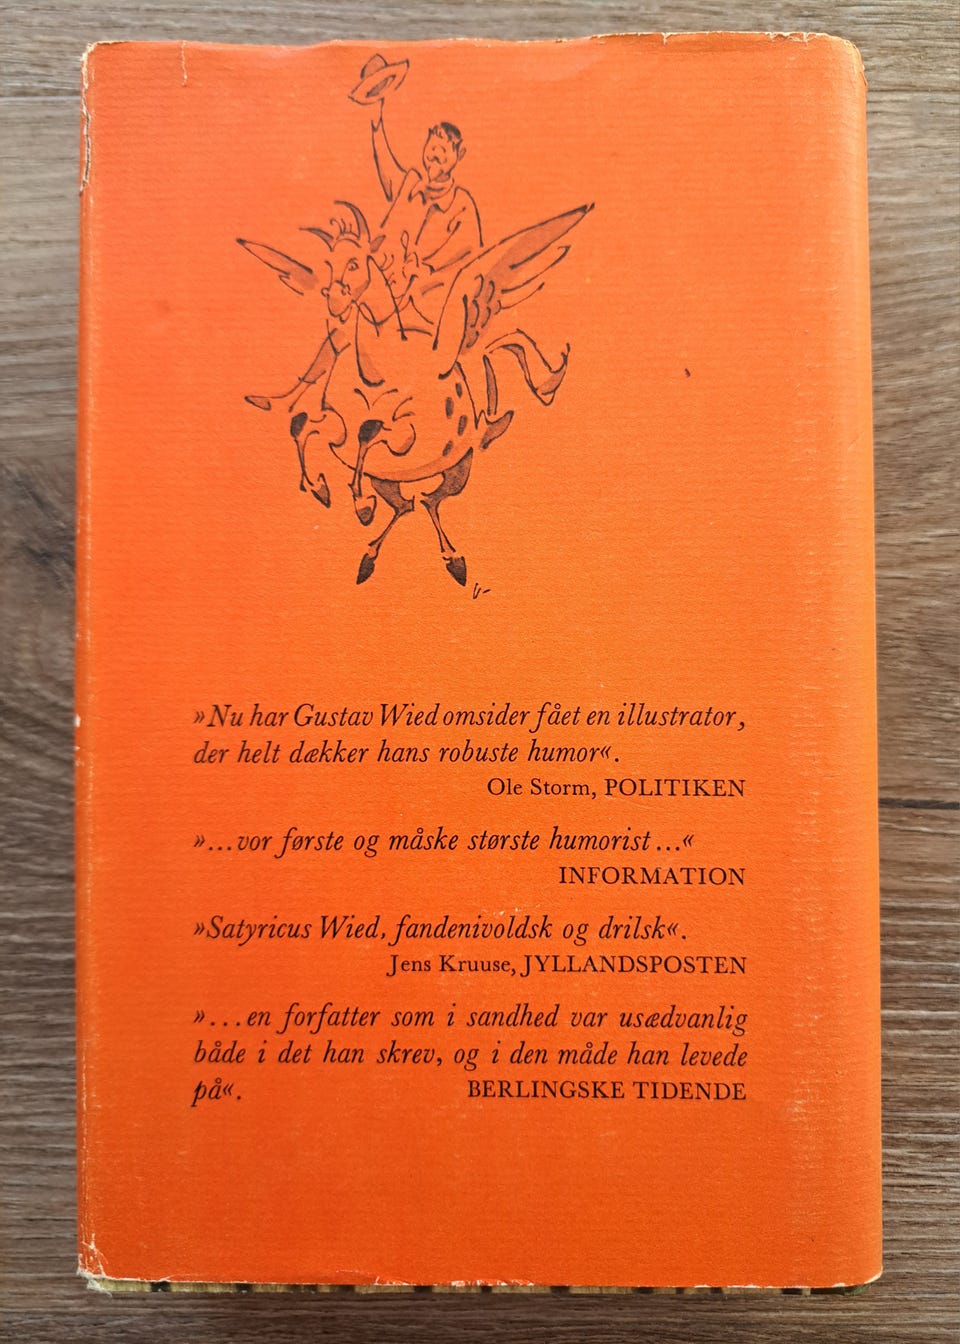 »Nu har Gustav Wied omsider fået en illustrator,
der helt dækker hans robuste humor«.
Ole Storm, POLITIKEN
»...vor første og måske største humorist...«
INFORMATION
»Satyricus Wied, fandenivoldsk og drilsk«.
Jens Kruuse, JYLLANDSPOSTEN
»...en forfatter som i sandhed var usædvanlig
både i det han skrev, og i den måde han levede
på«. BERLINGSKE TIDENDE